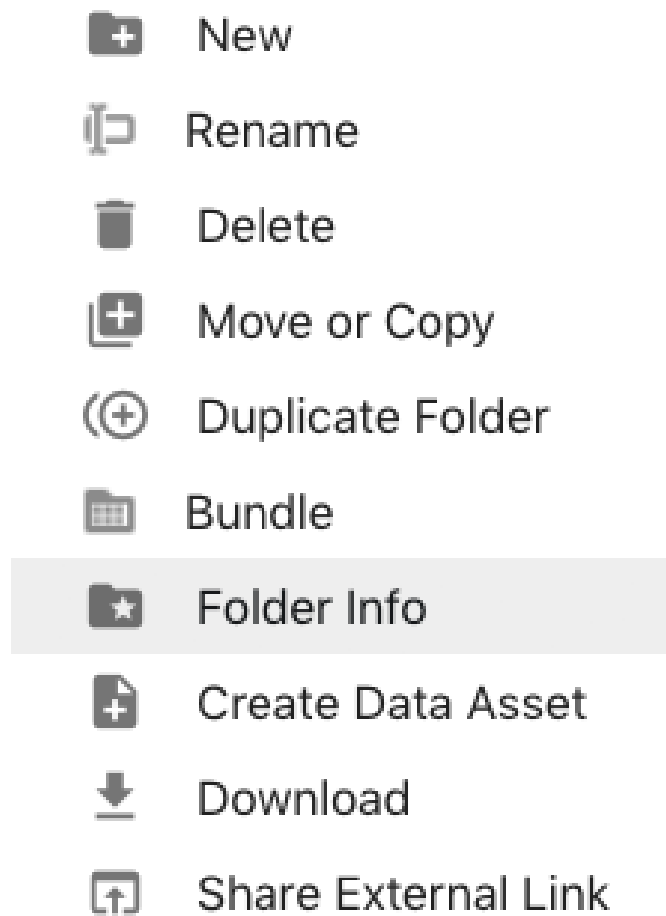 New
Rename
Delete
Move or Copy
Duplicate Folder
Bundle
Folder Info
Create Data Asset
Download
Share External Link